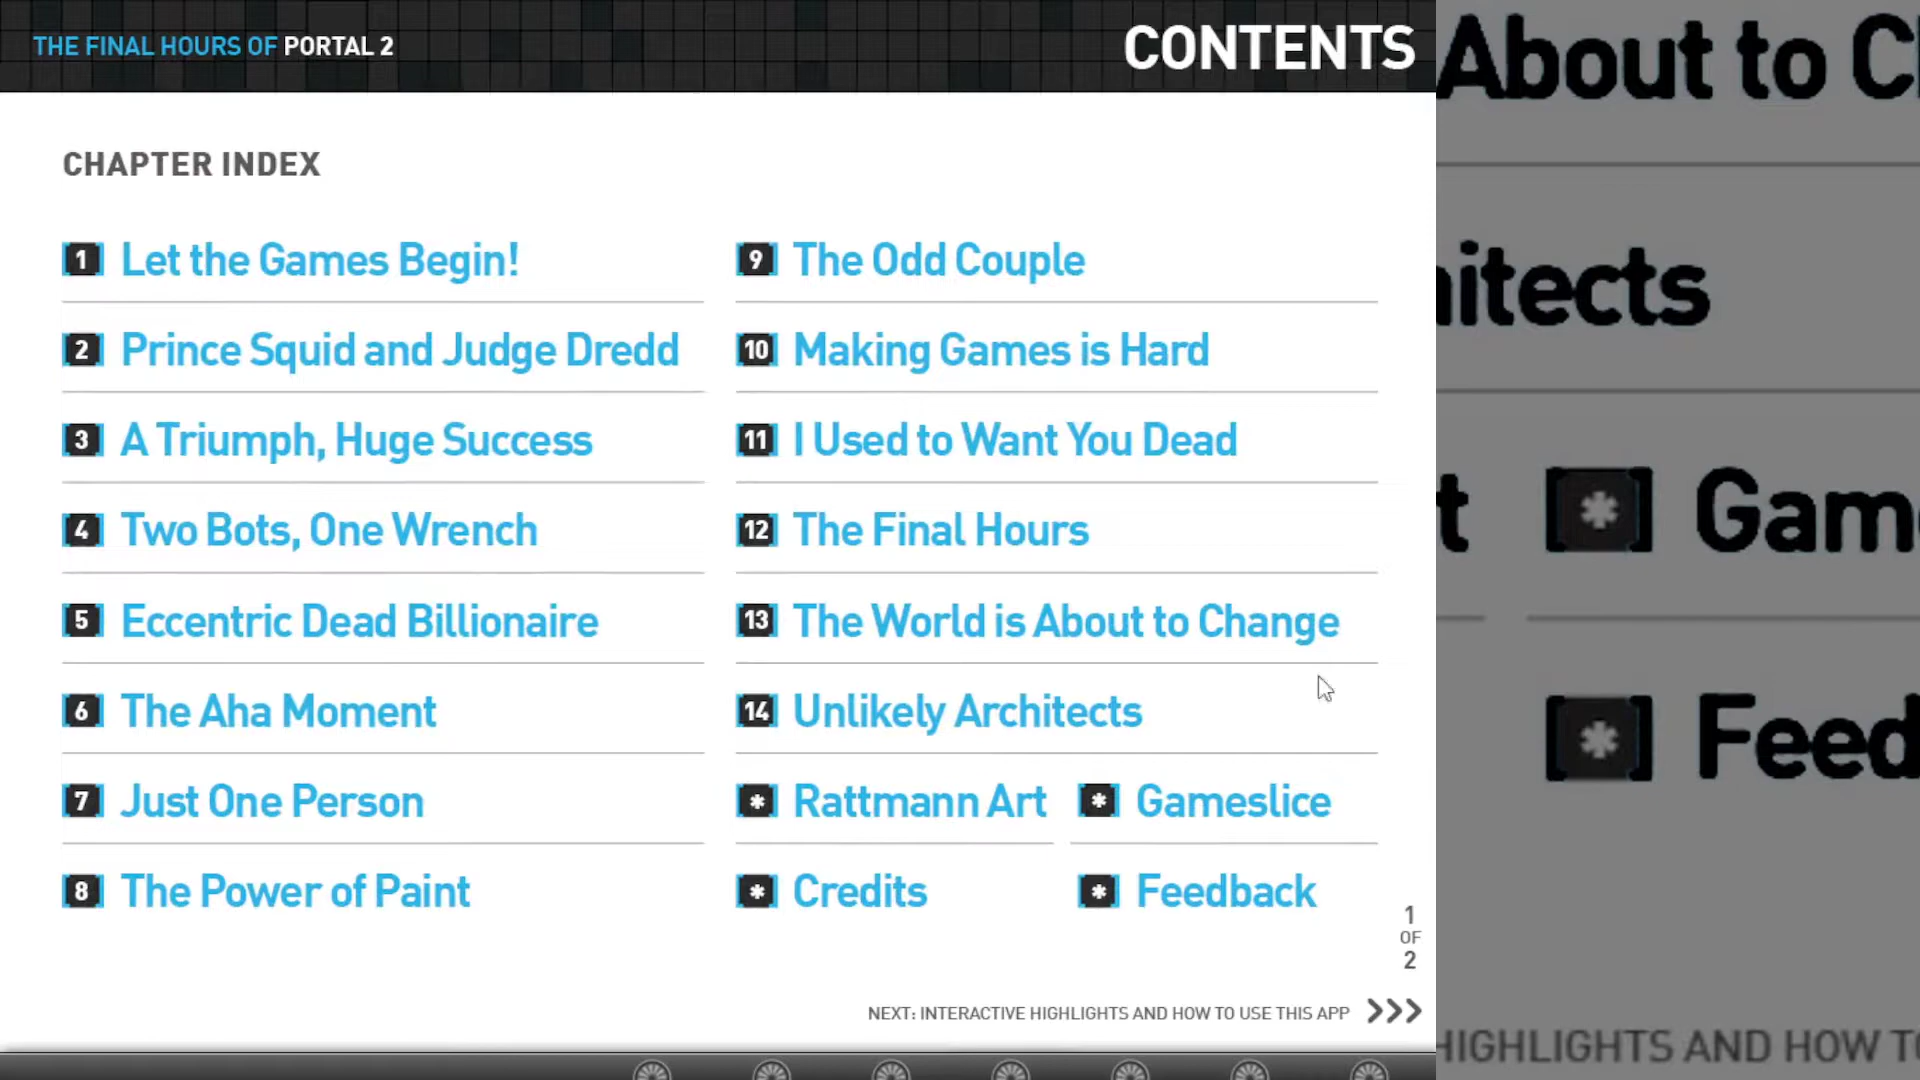 THE FINAL HOURS OF PORTAL 2
CONTENTS
CHAPTER INDEX
1 Let the Games Begin!
2 Prince Squid and Judge Dredd
3 A Triumph, Huge Success
4 Two Bots, One Wrench
5 Eccentric Dead Billionaire
6 The Aha Moment
7 Just One Person
8 The Power of Paint
9 The Odd Couple
10 Making Games is Hard
11 I Used to Want You Dead
12 The Final Hours
13 The World is About to Change
14 Unlikely Architects
* Rattmann Art
* Gameslice
* Credits
* Feedback
1
OF
2
NEXT: INTERACTIVE HIGHLIGHTS AND HOW TO USE THIS APP >>>
About to C
itects
t * Gam
* Feed
HIGHLIGHTS AND HOW TO